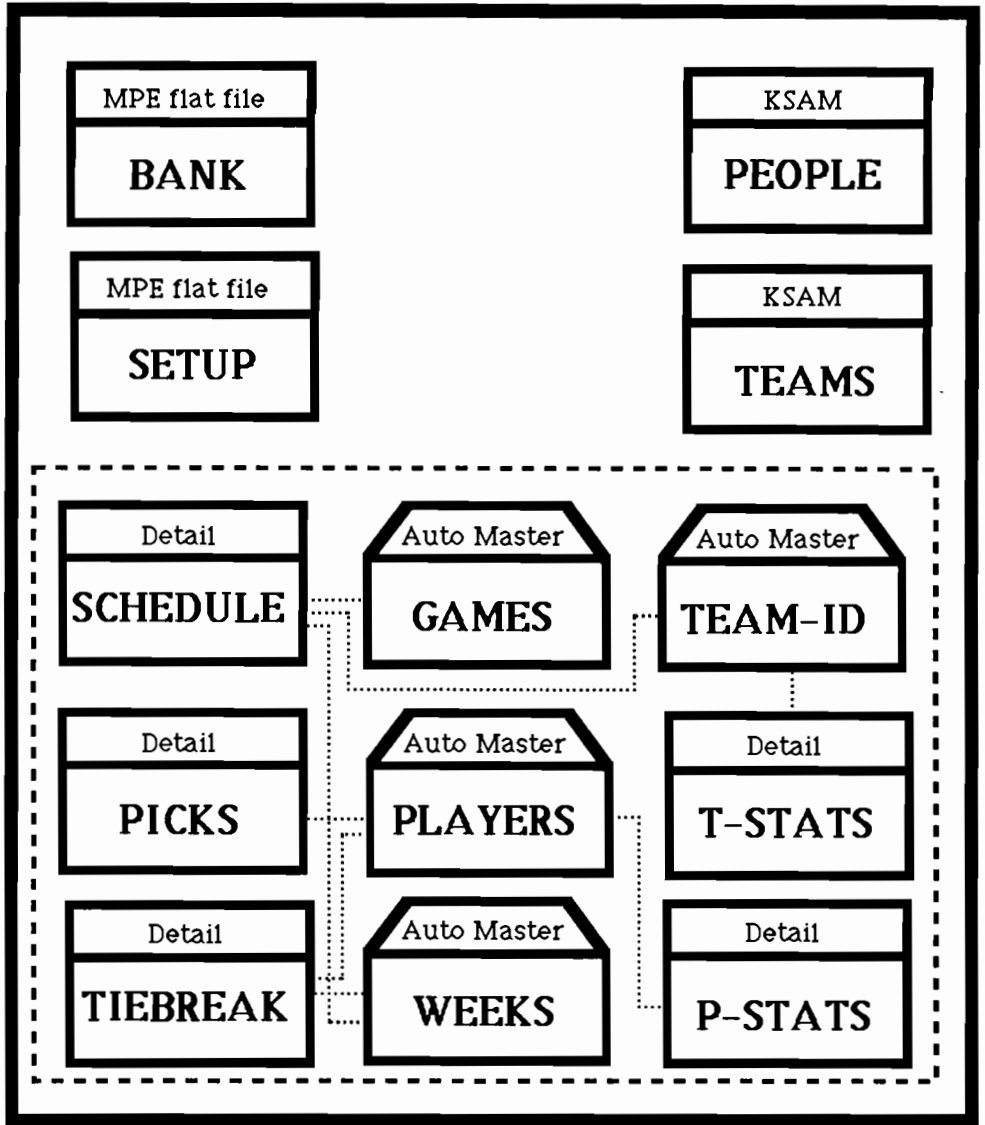 MPE flat file
BANK
KSAM
PEOPLE
MPE flat file
SETUP
KSAM
TEAMS
Detail
SCHEDULE
Auto Master
GAMES
Auto Master
TEAM-ID
Detail
PICKS
Auto Master
PLAYERS
Detail
T-STATS
Detail
TIEBREAK
Auto Master
WEEKS
Detail
P-STATS